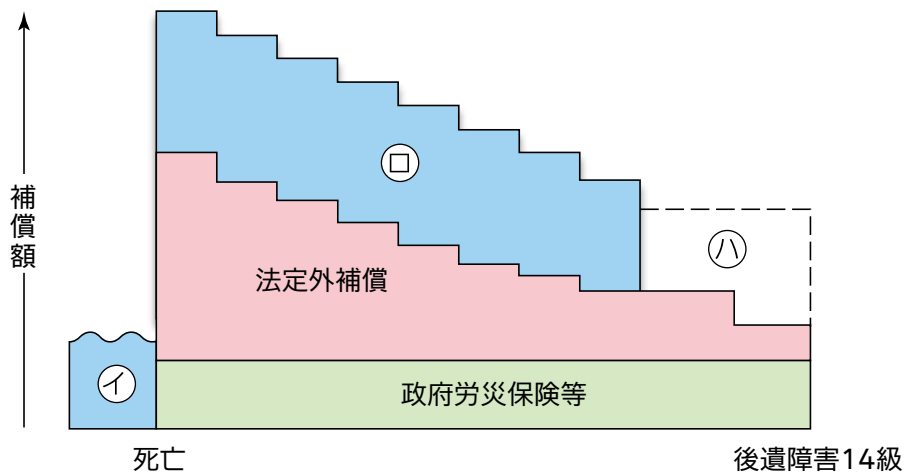 補償額
ロ
ハ
法定外補償
イ
政府労災保険等
死亡
後遺障害14級